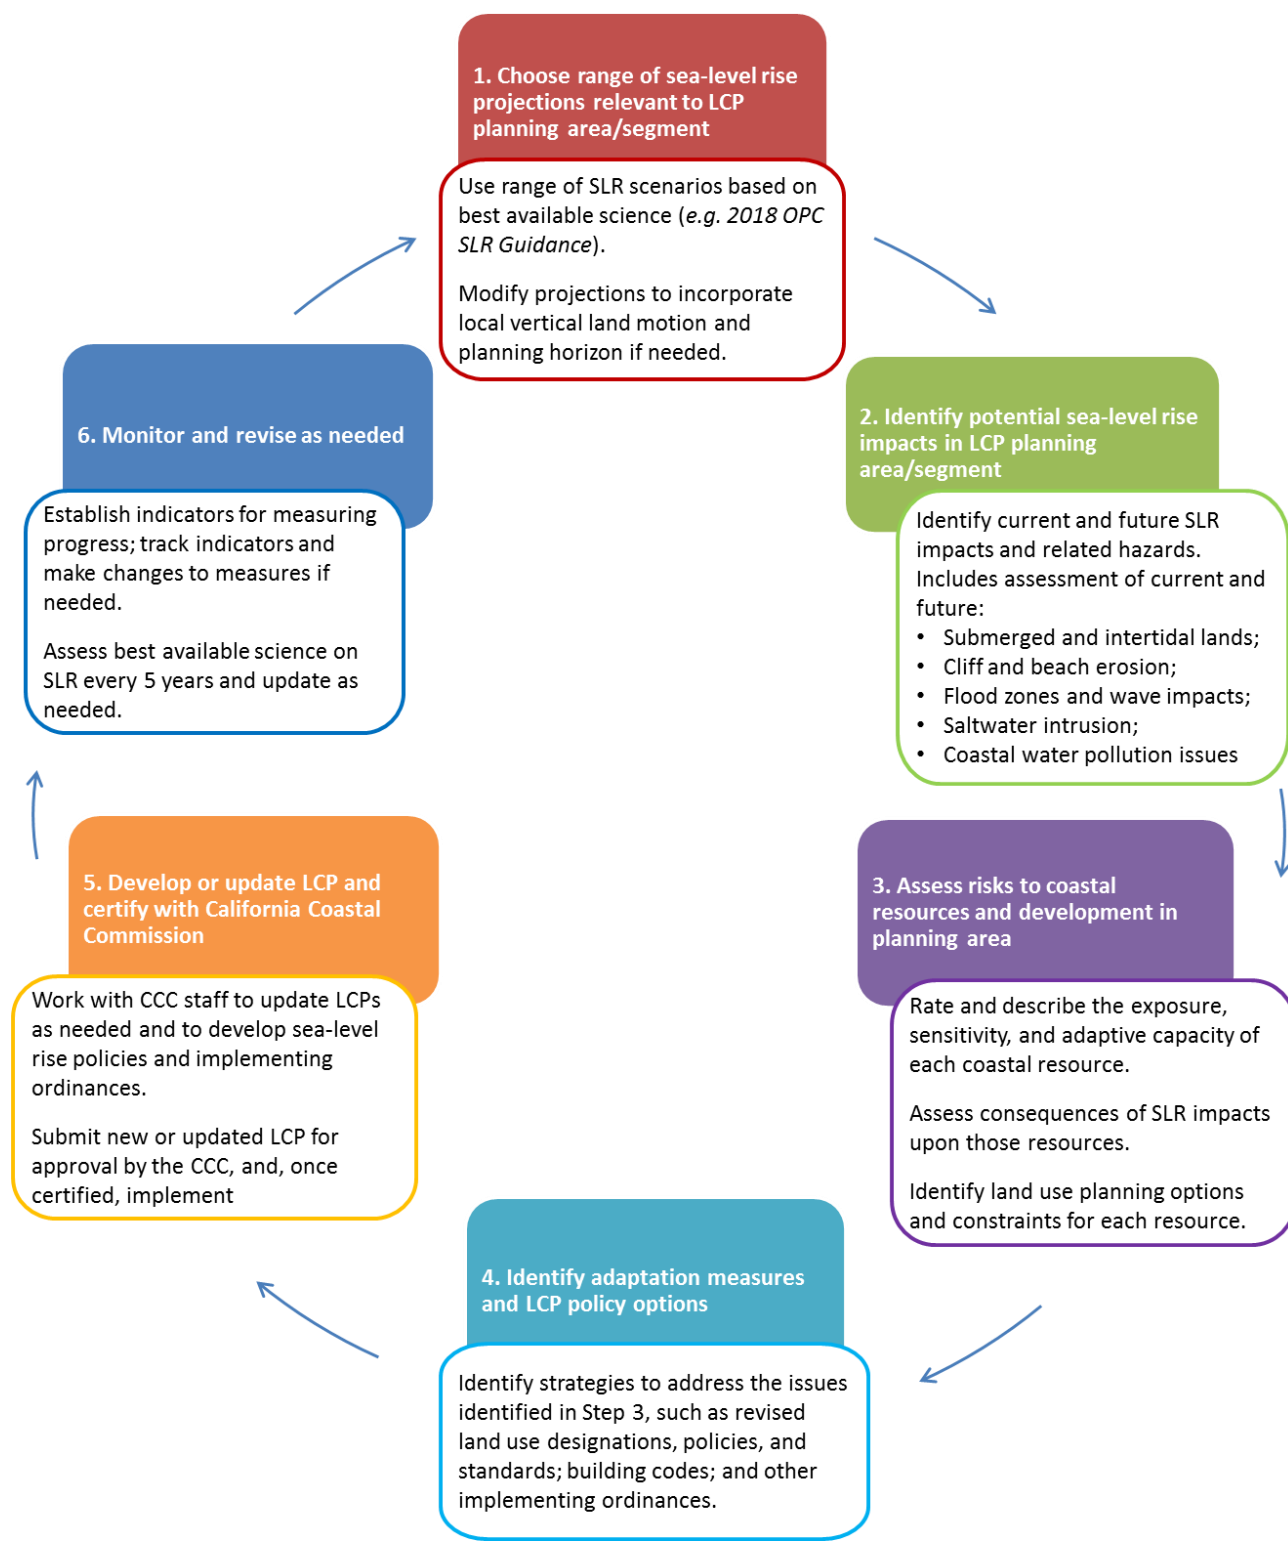 1. Choose range of sea-level rise
projections relevant to LCP
planning area/segment
Use range of SLR scenarios based on
best available science (e.g. 2018 OPC
SLR Guidance).
Modify projections to incorporate
local vertical land motion and
planning horizon if needed.
2. Identify potential sea-level rise
impacts in LCP planning
area/segment
Identify current and future SLR
impacts and related hazards.
Includes assessment of current and
future:
• Submerged and intertidal lands;
• Cliff and beach erosion;
• Flood zones and wave impacts;
• Saltwater intrusion;
• Coastal water pollution issues
3. Assess risks to coastal
resources and development in
planning area
Rate and describe the exposure,
sensitivity, and adaptive capacity of
each coastal resource.
Assess consequences of SLR impacts
upon those resources.
Identify land use planning options
and constraints for each resource.
4. Identify adaptation measures
and LCP policy options
Identify strategies to address the issues
identified in Step 3, such as revised
land use designations, policies, and
standards; building codes; and other
implementing ordinances.
5. Develop or update LCP and
certify with California Coastal
Commission
Work with CCC staff to update LCPs
as needed and to develop sea-level
rise policies and implementing
ordinances.
Submit new or updated LCP for
approval by the CCC, and, once
certified, implement
6. Monitor and revise as needed
Establish indicators for measuring
progress; track indicators and
make changes to measures if
needed.
Assess best available science on
SLR every 5 years and update as
needed.